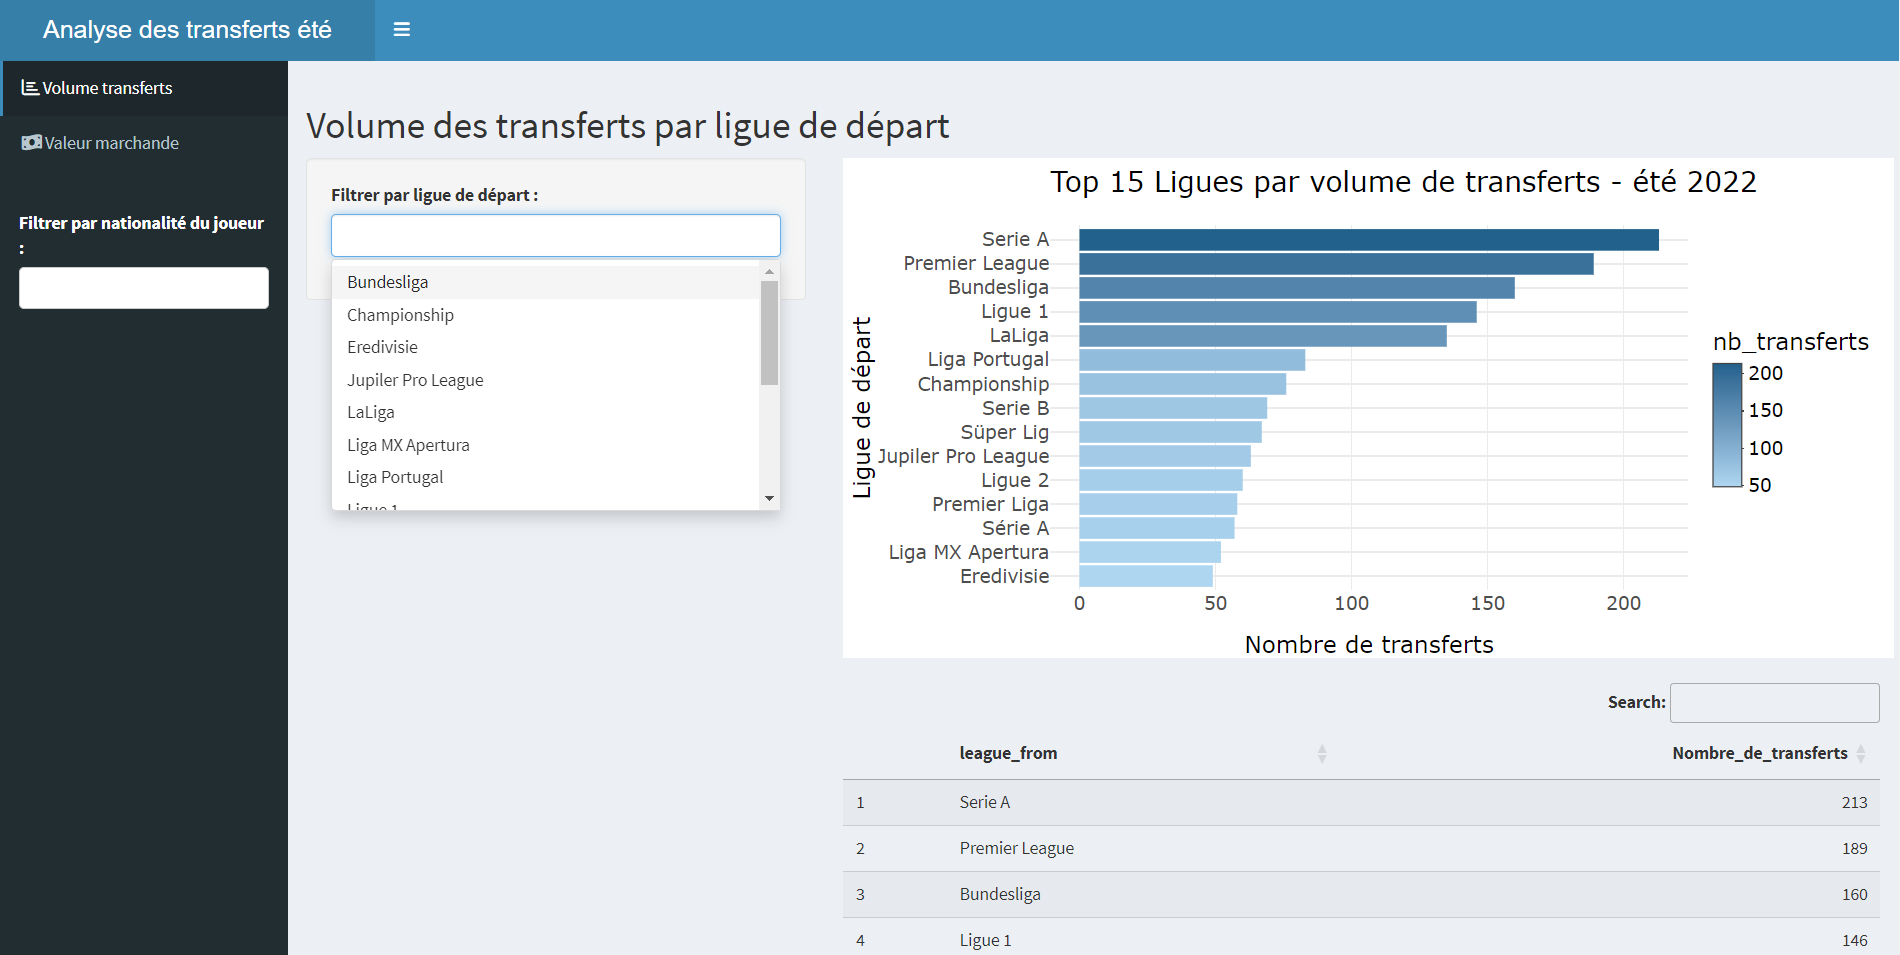 Analyse des transferts été
Volume transferts
Valeur marchande
Filtrer par nationalité du joueur
:
Volume des transferts par ligue de départ
Filtrer par ligue de départ :
Bundesliga
Championship
Eredivisie
Jupiler Pro League
LaLiga
Liga MX Apertura
Liga Portugal
Ligue 1
Top 15 Ligues par volume de transferts - été 2022
Ligue de départ
Serie A
Premier League
Bundesliga
Ligue 1
LaLiga
Liga Portugal
Championship
Serie B
Süper Lig
Jupiler Pro League
Ligue 2
Premier Liga
Série A
Liga MX Apertura
Eredivisie
0 50 100 150 200
Nombre de transferts
nb_transferts
200
150
100
50
Search:
league_from Nombre_de_transferts
1 Serie A 213
2 Premier League 189
3 Bundesliga 160
4 Ligue 1 146